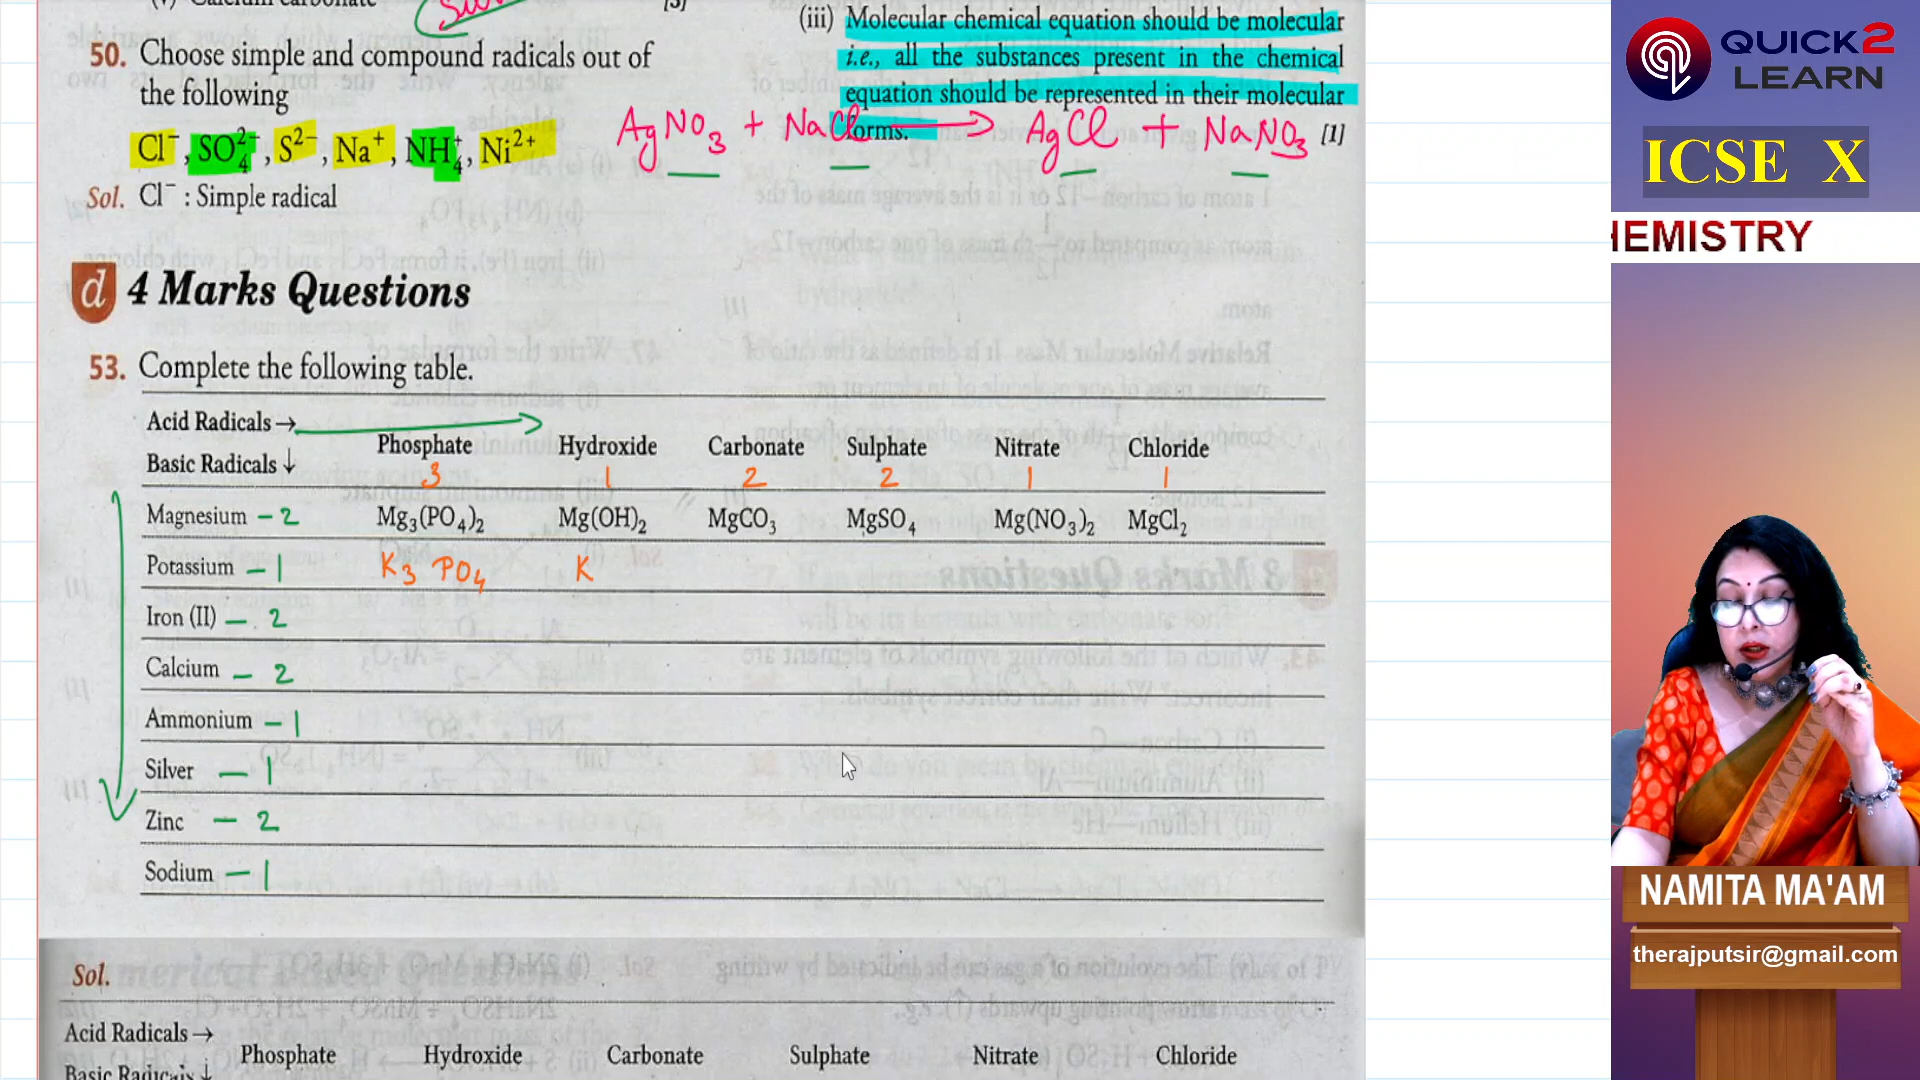 50. Choose simple and compound radicals out of
the following
Cl⁻, SO₄²⁻, S²⁻, Na⁺, NH₄⁺, Ni²⁺
Sol. Cl⁻ : Simple radical
(iii) Molecular chemical equation should be molecular
i.e., all the substances present in the chemical
equation should be represented in their molecular
forms. [1]
AgNO₃ + NaCl → AgCl + NaNO₃
d 4 Marks Questions
53. Complete the following table.
Acid Radicals →
Basic Radicals ↓ Phosphate Hydroxide Carbonate Sulphate Nitrate Chloride
3 1 2 2 1 1
Magnesium – 2 Mg₃(PO₄)₂ Mg(OH)₂ MgCO₃ MgSO₄ Mg(NO₃)₂ MgCl₂
Potassium – 1 K₃ PO₄ K
Iron (II) – 2
Calcium – 2
Ammonium – 1
Silver – 1
Zinc – 2
Sodium – 1
Sol.
Acid Radicals →
Phosphate Hydroxide Carbonate Sulphate Nitrate Chloride
Basic Radicals ↓
QUICK2
LEARN
ICSE X
HEMISTRY
NAMITA MA'AM
therajputsir@gmail.com